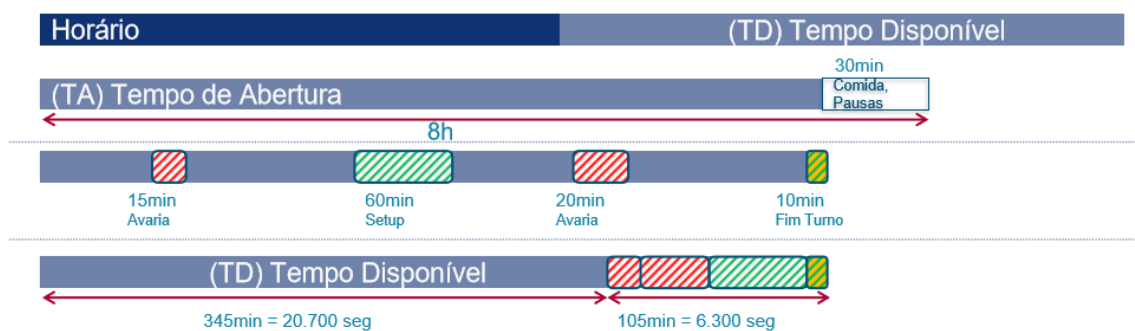 Horário
(TD) Tempo Disponível
30min
(TA) Tempo de Abertura
Comida,
Pausas
8h
15min
Avaria
60min
Setup
20min
Avaria
10min
Fim Turno
(TD) Tempo Disponível
345min = 20.700 seg
105min = 6.300 seg